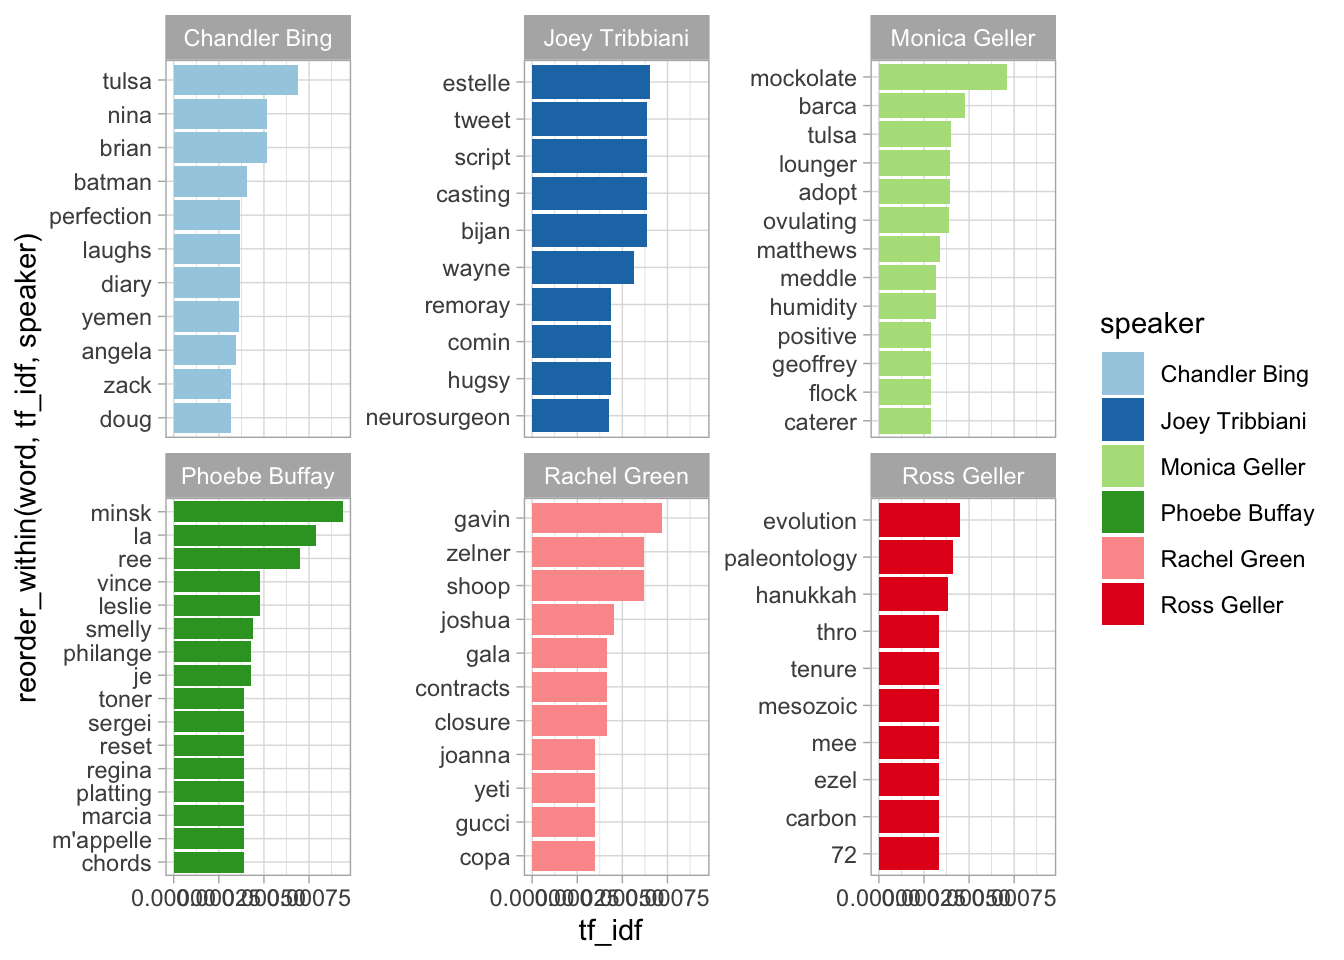 Chandler Bing
tulsa
nina
brian
batman
perfection
laughs
diary
yemen
angela
zack
doug
Joey Tribbiani
estelle
tweet
script
casting
bijan
wayne
remoray
comin
hugsy
neurosurgeon
Monica Geller
mockolate
barca
tulsa
lounger
adopt
ovulating
matthews
meddle
humidity
positive
geoffrey
flock
caterer
Phoebe Buffay
minsk
la
ree
vince
leslie
smelly
philange
je
toner
sergei
reset
regina
platting
marcia
m'appelle
chords
Rachel Green
gavin
zelner
shoop
joshua
gala
contracts
closure
joanna
yeti
gucci
copa
Ross Geller
evolution
paleontology
hanukkah
thro
tenure
mesozoic
mee
ezel
carbon
72
tf_idf
reorder_within(word, tf_idf, speaker)
speaker
Chandler Bing
Joey Tribbiani
Monica Geller
Phoebe Buffay
Rachel Green
Ross Geller